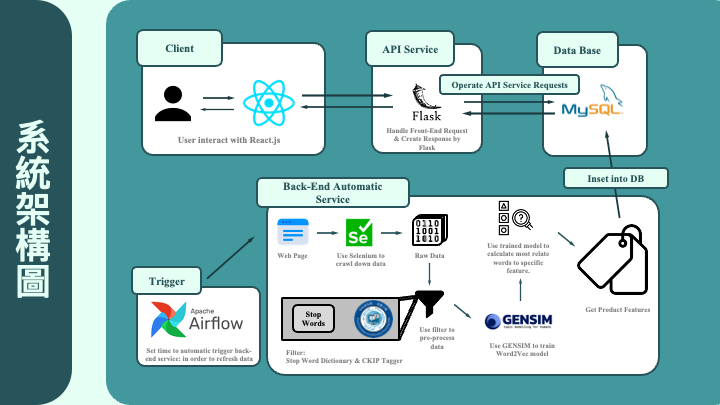 系統架構圖
Client
User interact with React.js
API Service
Flask
Handle Front-End Request
& Create Response by
Flask
Operate API Service Requests
Data Base
MySQL
Inset into DB
Back-End Automatic
Service
Web Page
Se
Use Selenium to
crawl down data
0110
1001
1010
Raw Data
Use trained model to
calculate most relate
words to specific
feature.
Get Product Features
Trigger
Apache
Airflow
Set time to automatic trigger back-
end service: in order to refresh data
Stop
Words
Filter:
Stop Word Dictionary & CKIP Tagger
Use filter to
pre-process
data
GENSIM
topic modelling for humans
Use GENSIM to train
Word2Vec model